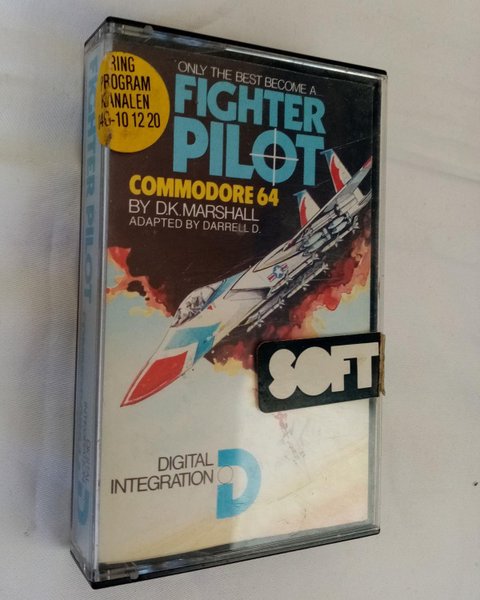 RING
PROGRAM
KANALEN
-10 12 20
ONLY THE BEST BECOME A...
FIGHTER
PILOT
COMMODORE 64
BY D.K. MARSHALL
ADAPTED BY DARRELL D.
SOFT
DIGITAL
INTEGRATION
D
FIGHTER PILOT